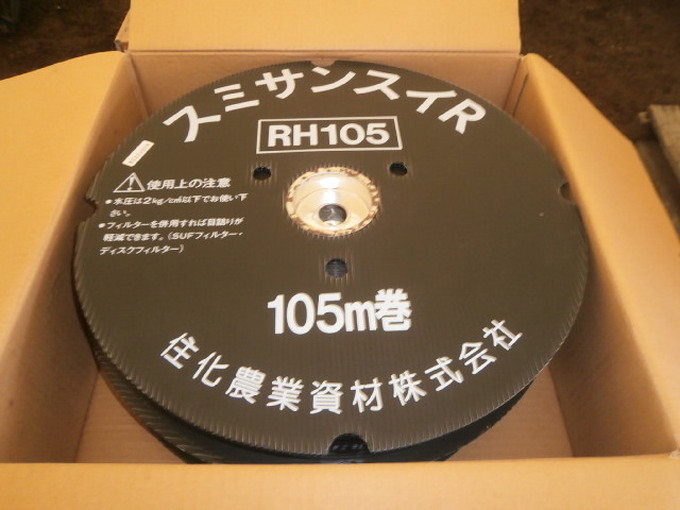 スミサンスイR
RH105
使用上の注意
●水圧は2kg/cm²以下でお使い下
さい。
●フィルターを併用すれば目詰りが
軽減できます。(SUFフィルター・
ディスクフィルター)
105m巻
住化農業資材株式会社